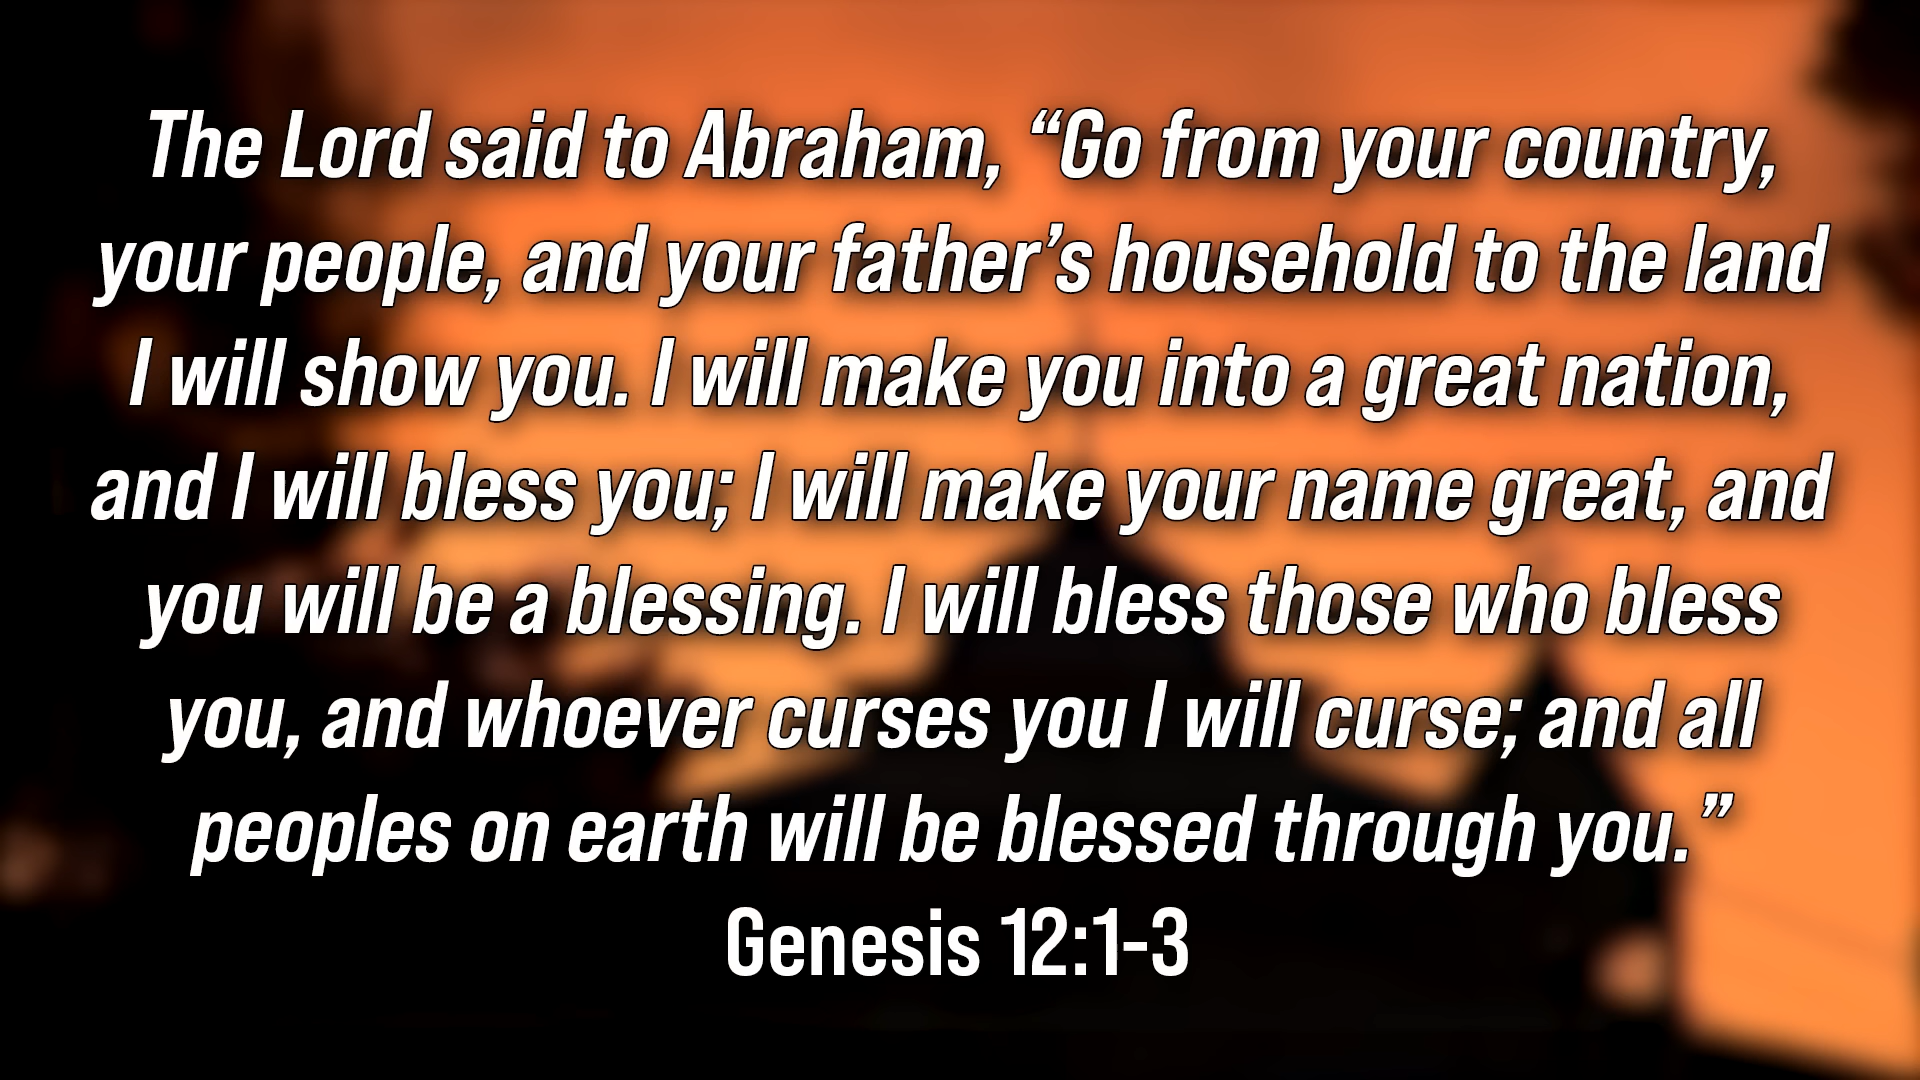 The Lord said to Abraham, “Go from your country,
your people, and your father’s household to the land
I will show you. I will make you into a great nation,
and I will bless you; I will make your name great, and
you will be a blessing. I will bless those who bless
you, and whoever curses you I will curse; and all
peoples on earth will be blessed through you.”
Genesis 12:1-3